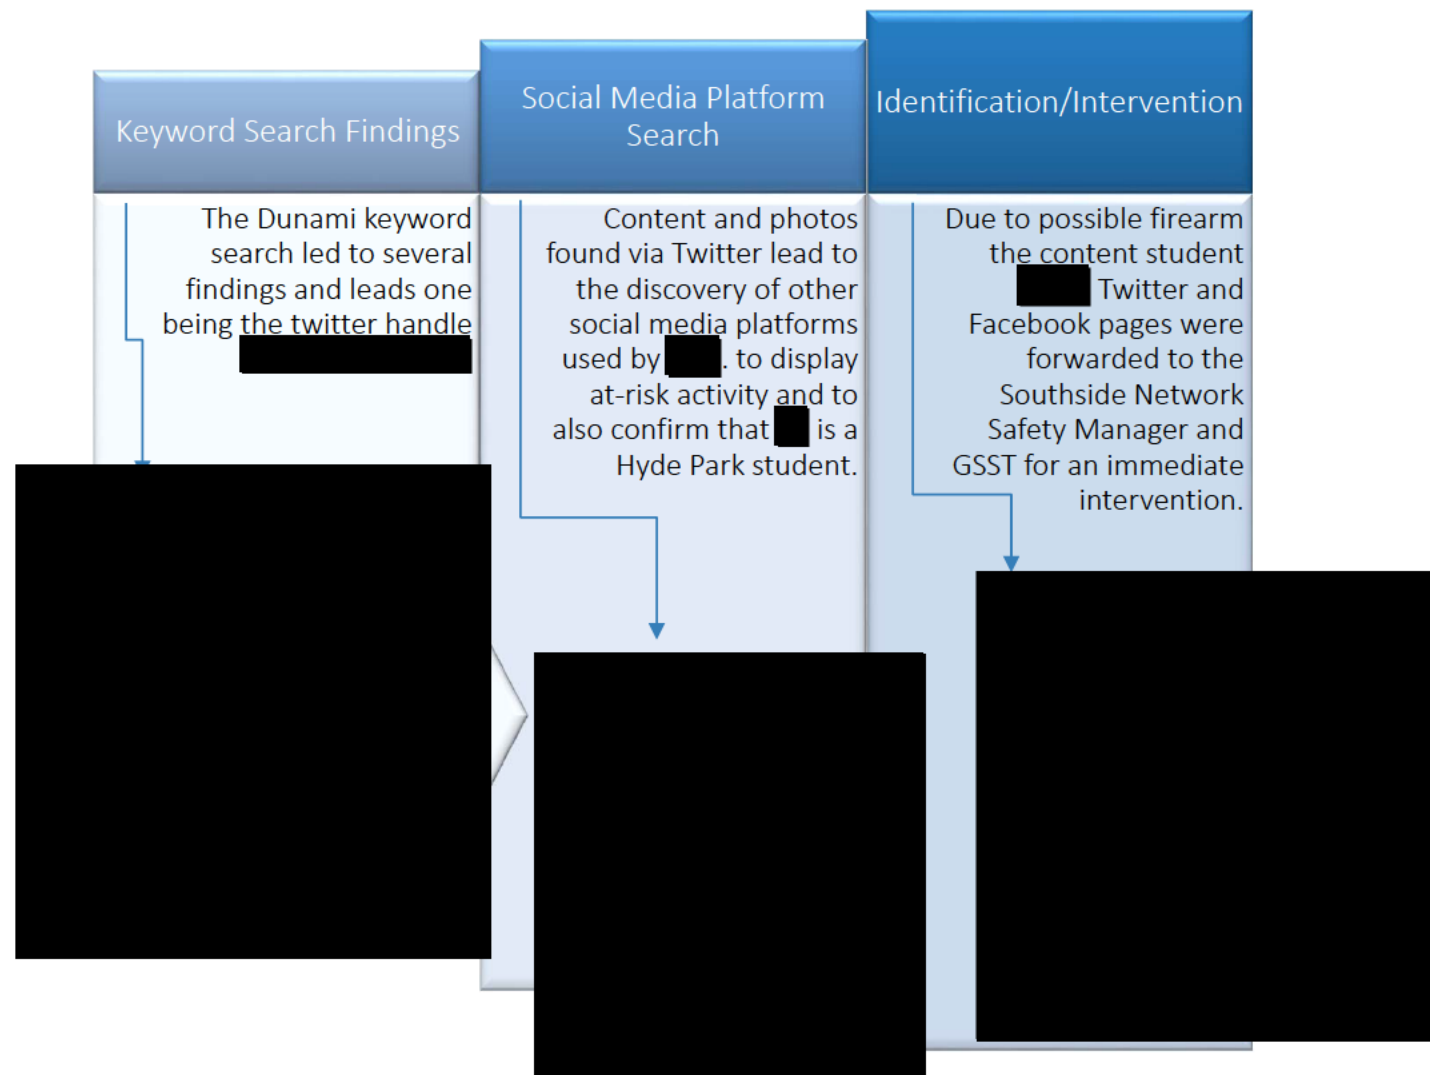 Keyword Search Findings
The Dunami keyword
search led to several
findings and leads one
being the twitter handle
Social Media Platform
Search
Content and photos
found via Twitter lead to
the discovery of other
social media platforms
used by . to display
at-risk activity and to
also confirm that is a
Hyde Park student.
Identification/Intervention
Due to possible firearm
the content student
Twitter and
Facebook pages were
forwarded to the
Southside Network
Safety Manager and
GSST for an immediate
intervention.